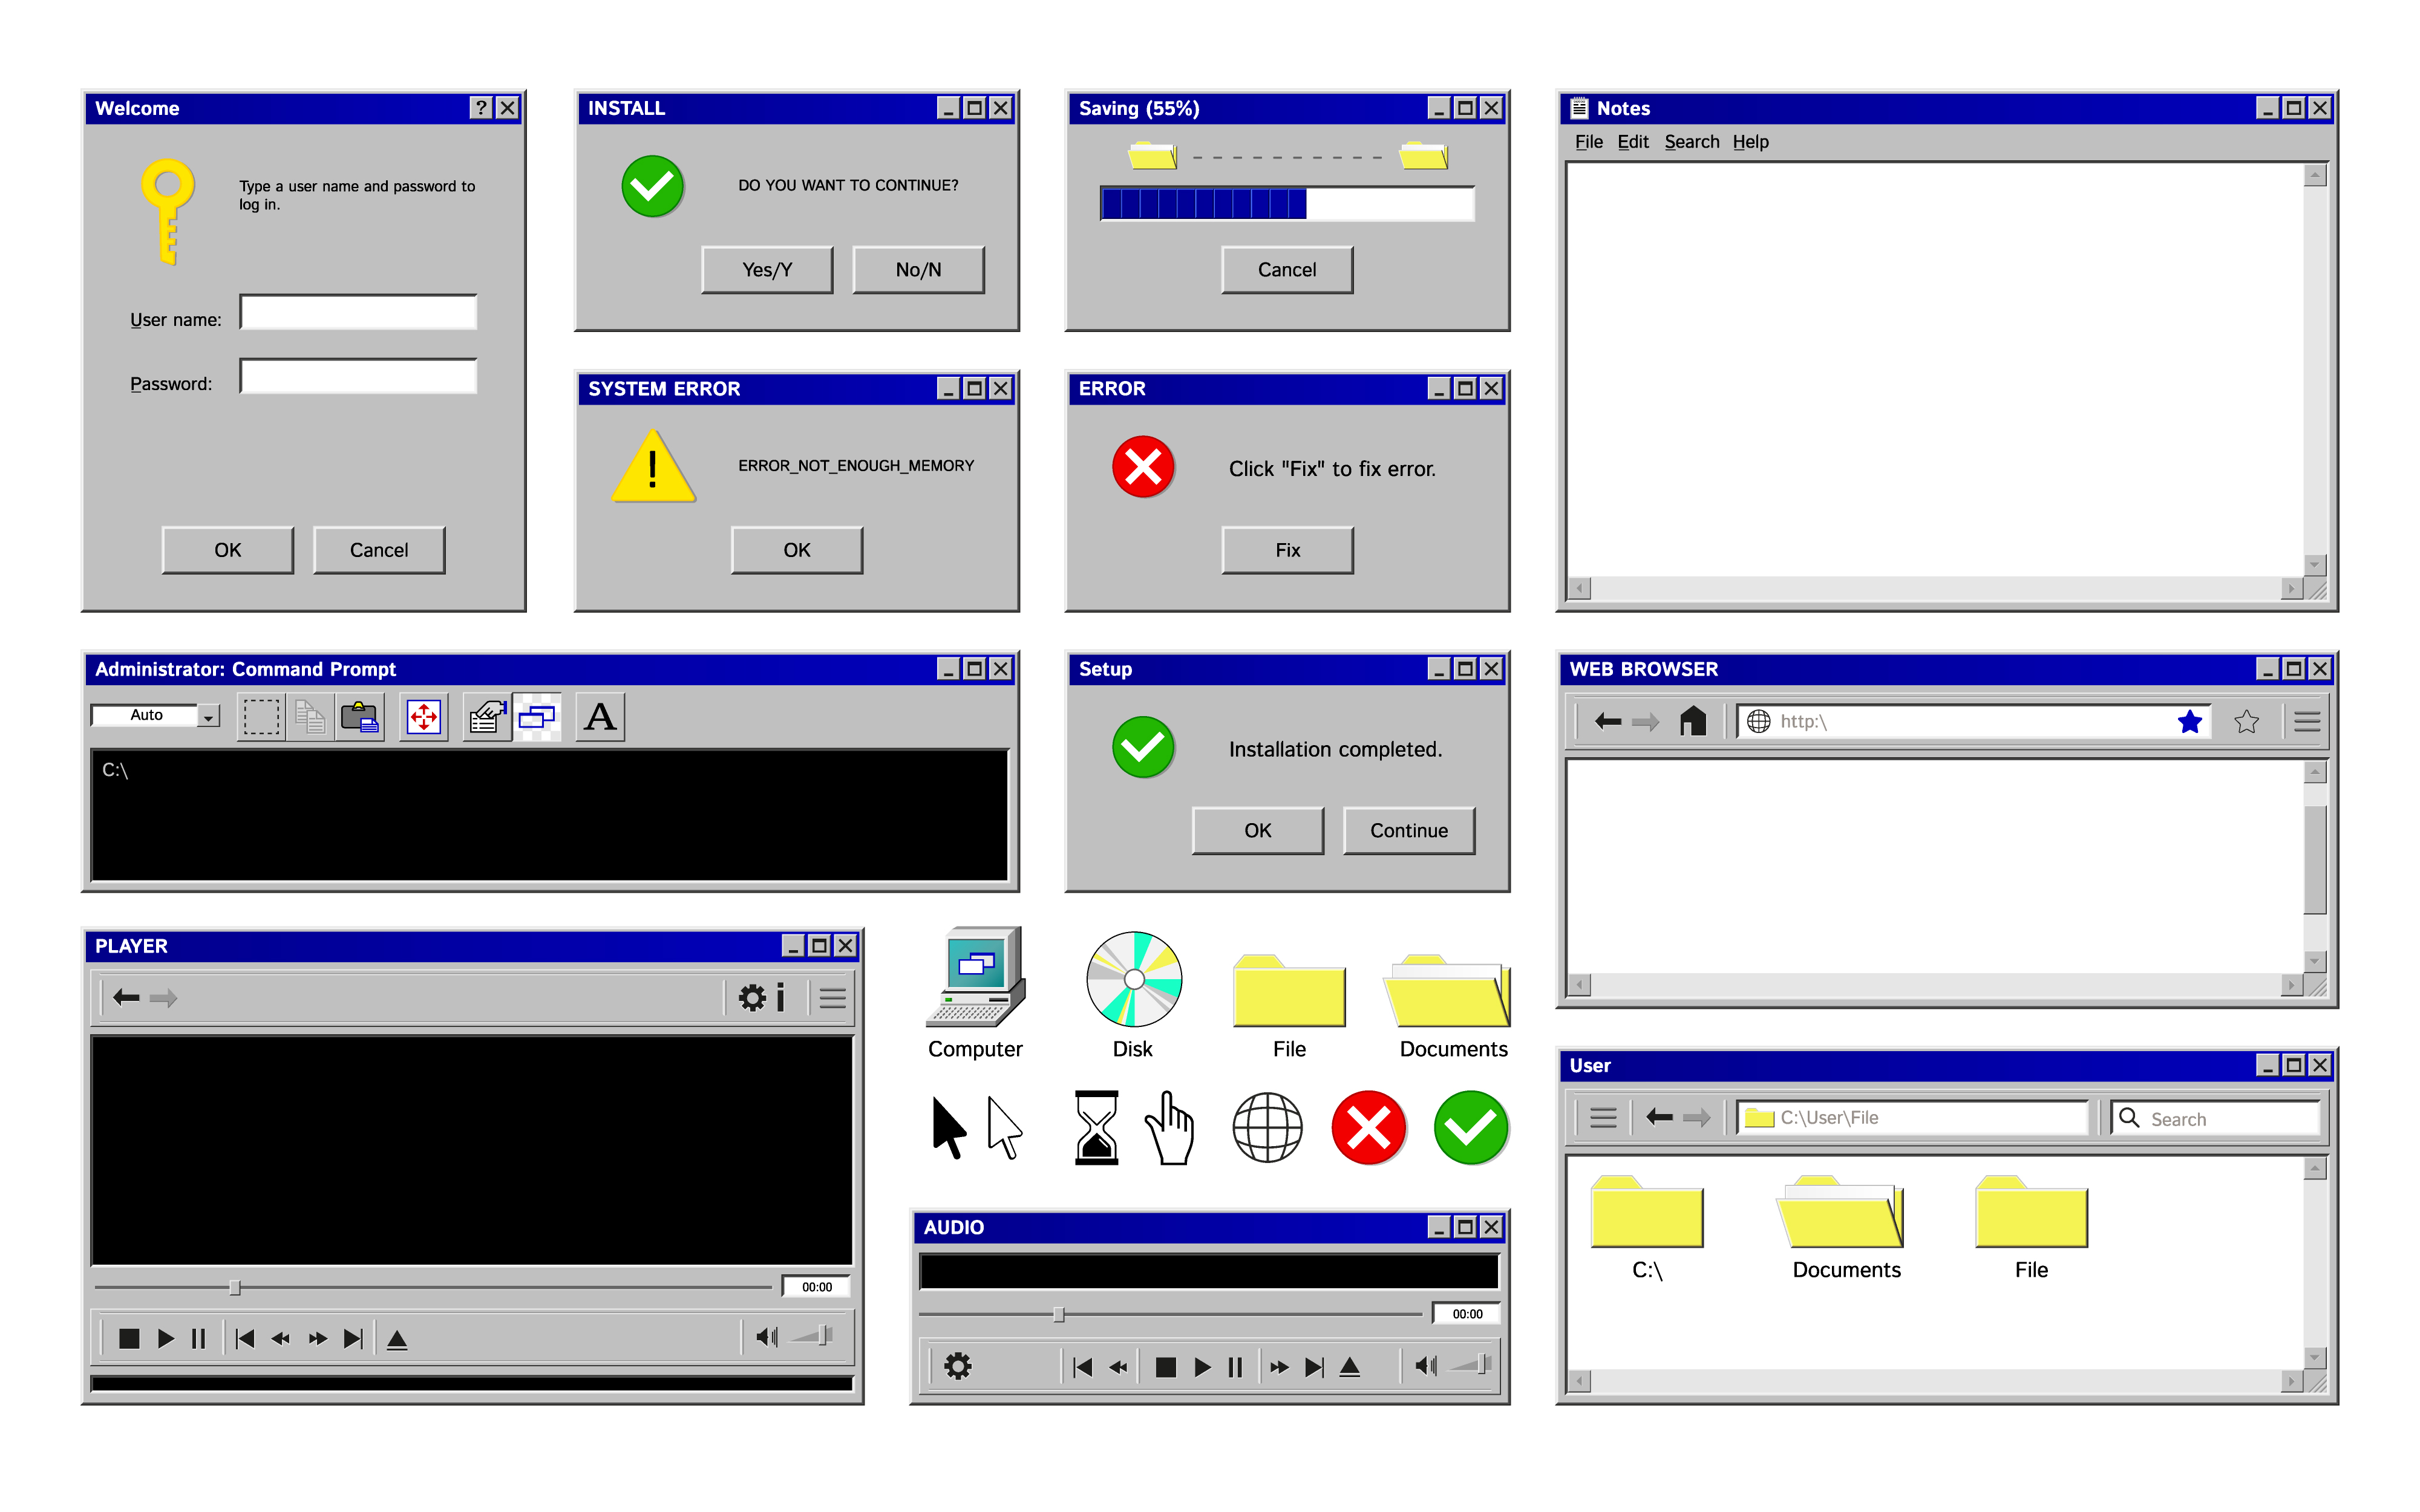 Welcome
?
Type a user name and password to
log in.
User name:
Password:
OK
Cancel
INSTALL
DO YOU WANT TO CONTINUE?
Yes/Y
No/N
Saving (55%)
Cancel
SYSTEM ERROR
!
ERROR_NOT_ENOUGH_MEMORY
OK
ERROR
Click "Fix" to fix error.
Fix
Notes
File Edit Search Help
Administrator: Command Prompt
Auto
A
C:\
Setup
Installation completed.
OK
Continue
WEB BROWSER
http:\
PLAYER
i
00:00
Computer
Disk
File
Documents
AUDIO
00:00
User
C:\User\File
Search
C:\
Documents
File